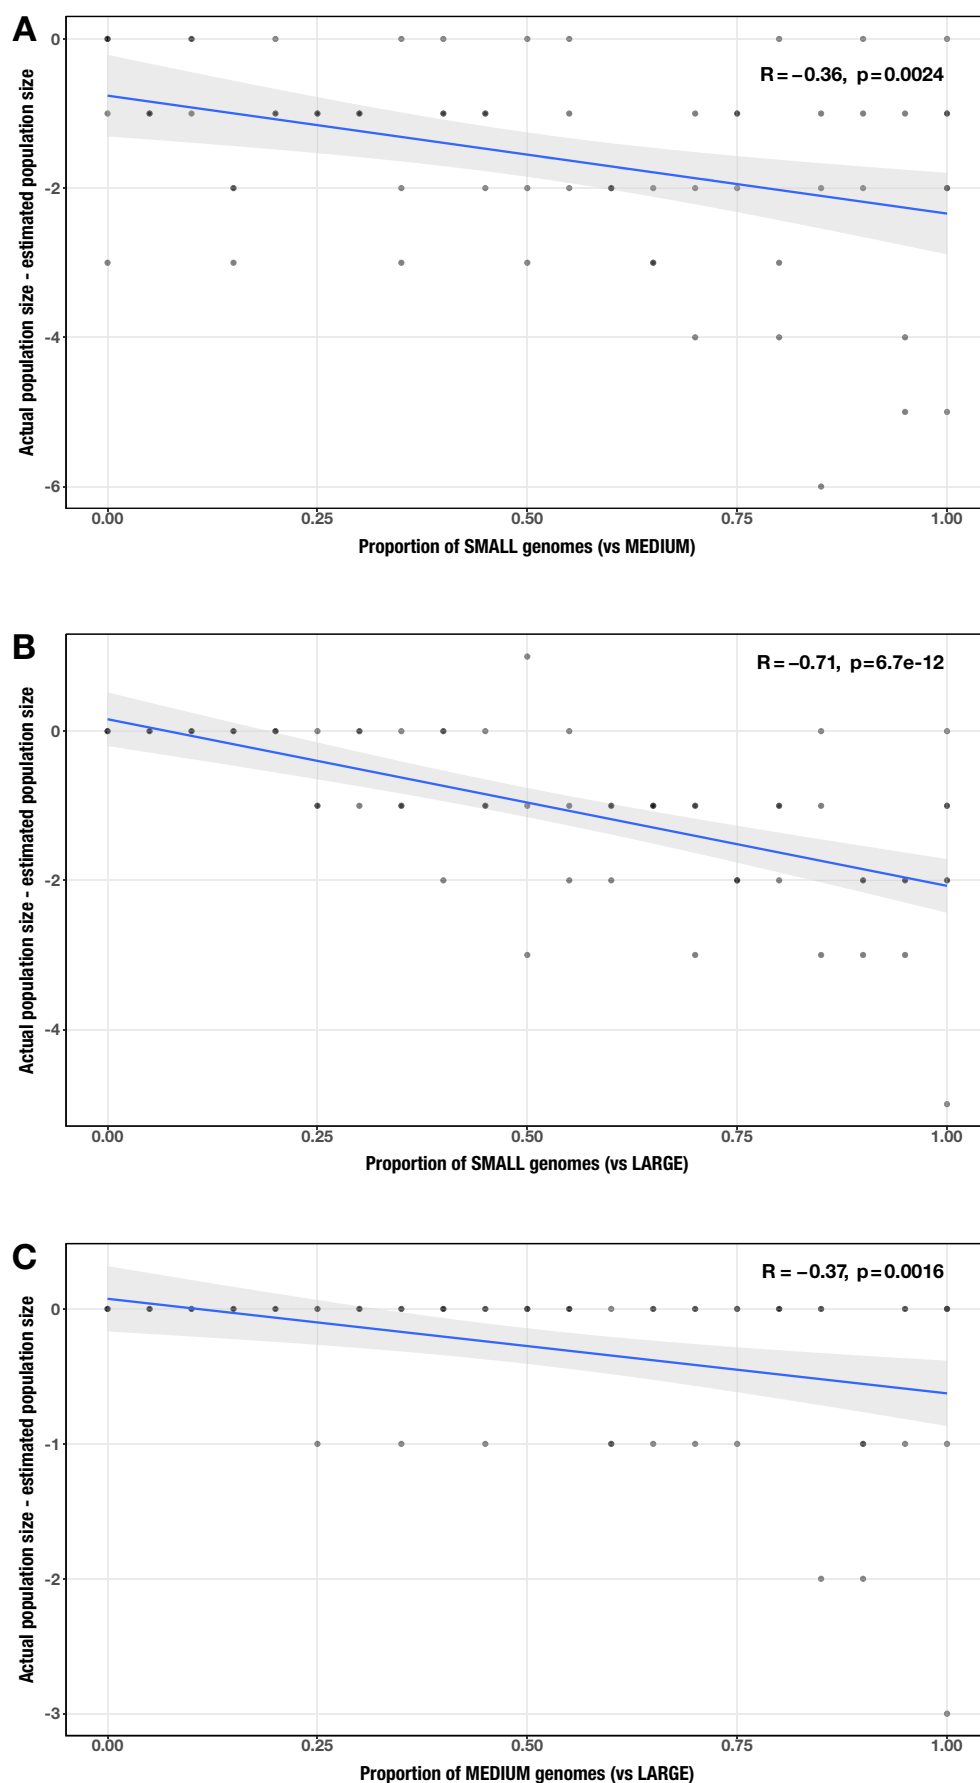 A
Actual population size - estimated population size
0
-2
-4
-6
R=−0.36, p=0.0024
0.00 0.25 0.50 0.75 1.00
Proportion of SMALL genomes (vs MEDIUM)
B
Actual population size - estimated population size
0
-2
-4
R=−0.71, p=6.7e-12
0.00 0.25 0.50 0.75 1.00
Proportion of SMALL genomes (vs LARGE)
C
Actual population size - estimated population size
0
-1
-2
-3
R=−0.37, p=0.0016
0.00 0.25 0.50 0.75 1.00
Proportion of MEDIUM genomes (vs LARGE)